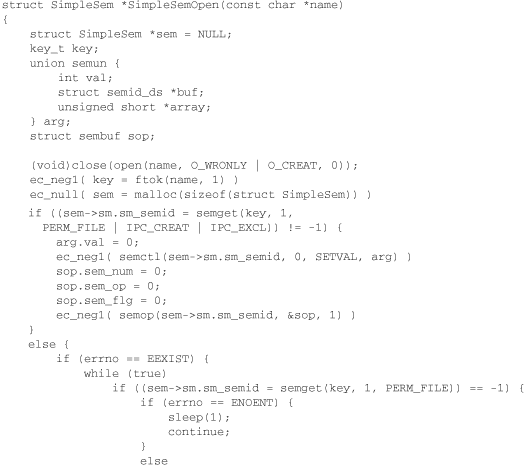 struct SimpleSem *SimpleSemOpen(const char *name)
{
    struct SimpleSem *sem = NULL;
    key_t key;
    union semun {
        int val;
        struct semid_ds *buf;
        unsigned short *array;
    } arg;
    struct sembuf sop;

    (void)close(open(name, O_WRONLY | O_CREAT, 0));
    ec_neg1( key = ftok(name, 1) )
    ec_null( sem = malloc(sizeof(struct SimpleSem)) )
    if ((sem->sm.sm_semid = semget(key, 1,
      PERM_FILE | IPC_CREAT | IPC_EXCL)) != -1) {
        arg.val = 0;
        ec_neg1( semctl(sem->sm.sm_semid, 0, SETVAL, arg) )
        sop.sem_num = 0;
        sop.sem_op = 0;
        sop.sem_flg = 0;
        ec_neg1( semop(sem->sm.sm_semid, &sop, 1) )
    }
    else {
        if (errno == EEXIST) {
            while (true)
                if ((sem->sm.sm_semid = semget(key, 1, PERM_FILE)) == -1) {
                    if (errno == ENOENT) {
                        sleep(1);
                        continue;
                    }
                    else